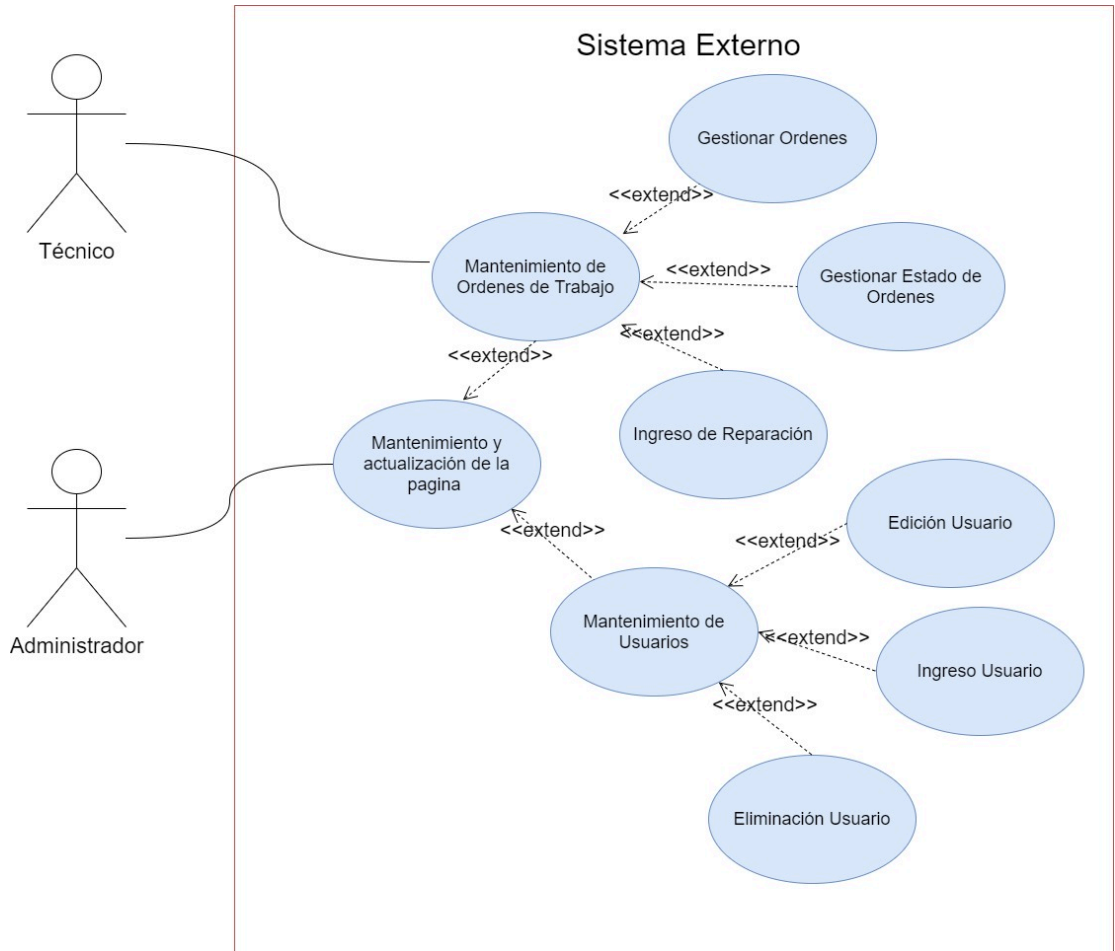 Sistema Externo
Gestionar Ordenes
<<extend>>
Técnico
Mantenimiento de
Ordenes de Trabajo
<<extend>>
Gestionar Estado de
Ordenes
<<extend>>
<<extend>>
Mantenimiento y
actualización de la
pagina
Ingreso de Reparación
<<extend>>
Edición Usuario
<<extend>>
Administrador
Mantenimiento de
Usuarios
<<extend>>
Ingreso Usuario
<<extend>>
Eliminación Usuario